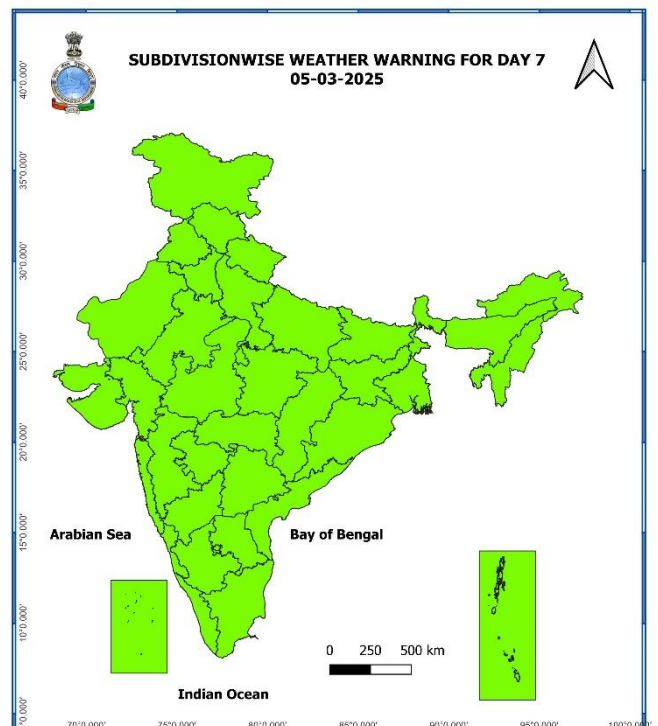 SUBDIVISIONWISE WEATHER WARNING FOR DAY 7
05-03-2025
40°0.000'
35°0.000'
30°0.000'
25°0.000'
20°0.000'
15°0.000'
Arabian Sea
Bay of Bengal
10°0.000'
0 250 500 km
Indian Ocean
70°0.000' 75°0.000' 80°0.000' 85°0.000' 90°0.000' 95°0.000' 100°0.000'